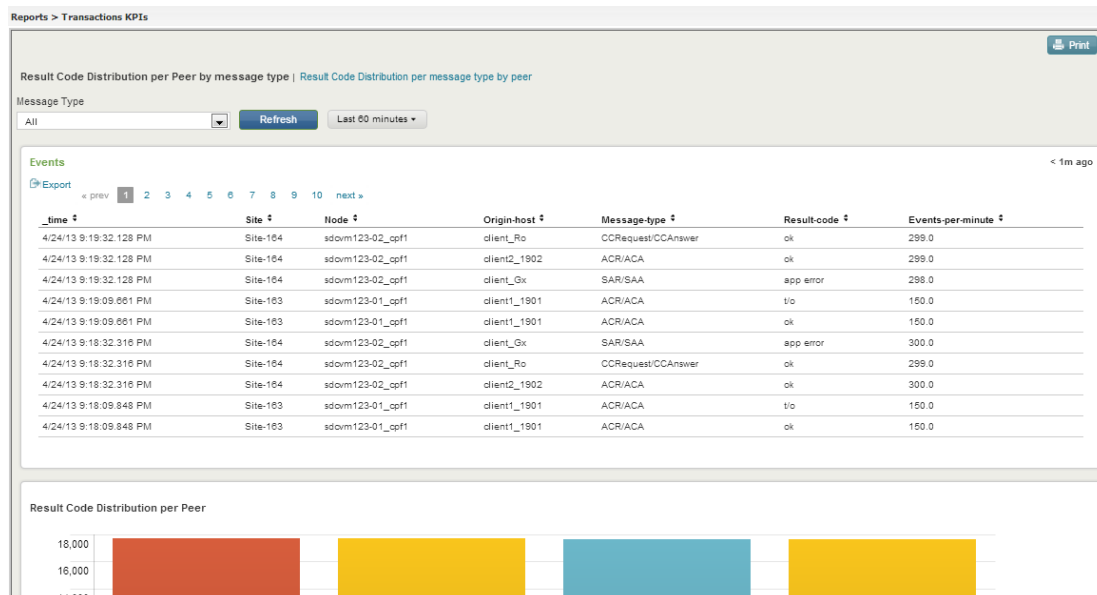 Reports > Transactions KPIs
Print
Result Code Distribution per Peer by message type | Result Code Distribution per message type by peer
Message Type
All Refresh Last 60 minutes
Events < 1m ago
Export
« prev 1 2 3 4 5 6 7 8 9 10 next »
_time Site Node Origin-host Message-type Result-code Events-per-minute
4/24/13 9:19:32.128 PM Site-164 sdcvm123-02_cpf1 client_Ro CCRequest/CCAnswer ok 299.0
4/24/13 9:19:32.128 PM Site-164 sdcvm123-02_cpf1 client2_1902 ACR/ACA ok 299.0
4/24/13 9:19:32.128 PM Site-164 sdcvm123-02_cpf1 client_Gx SAR/SAA app error 298.0
4/24/13 9:19:09.661 PM Site-163 sdcvm123-01_cpf1 client1_1901 ACR/ACA t/o 150.0
4/24/13 9:19:09.661 PM Site-163 sdcvm123-01_cpf1 client1_1901 ACR/ACA ok 150.0
4/24/13 9:18:32.316 PM Site-164 sdcvm123-02_cpf1 client_Gx SAR/SAA app error 300.0
4/24/13 9:18:32.316 PM Site-164 sdcvm123-02_cpf1 client_Ro CCRequest/CCAnswer ok 299.0
4/24/13 9:18:32.316 PM Site-164 sdcvm123-02_cpf1 client2_1902 ACR/ACA ok 300.0
4/24/13 9:18:09.848 PM Site-163 sdcvm123-01_cpf1 client1_1901 ACR/ACA t/o 150.0
4/24/13 9:18:09.848 PM Site-163 sdcvm123-01_cpf1 client1_1901 ACR/ACA ok 150.0
Result Code Distribution per Peer
18,000
16,000